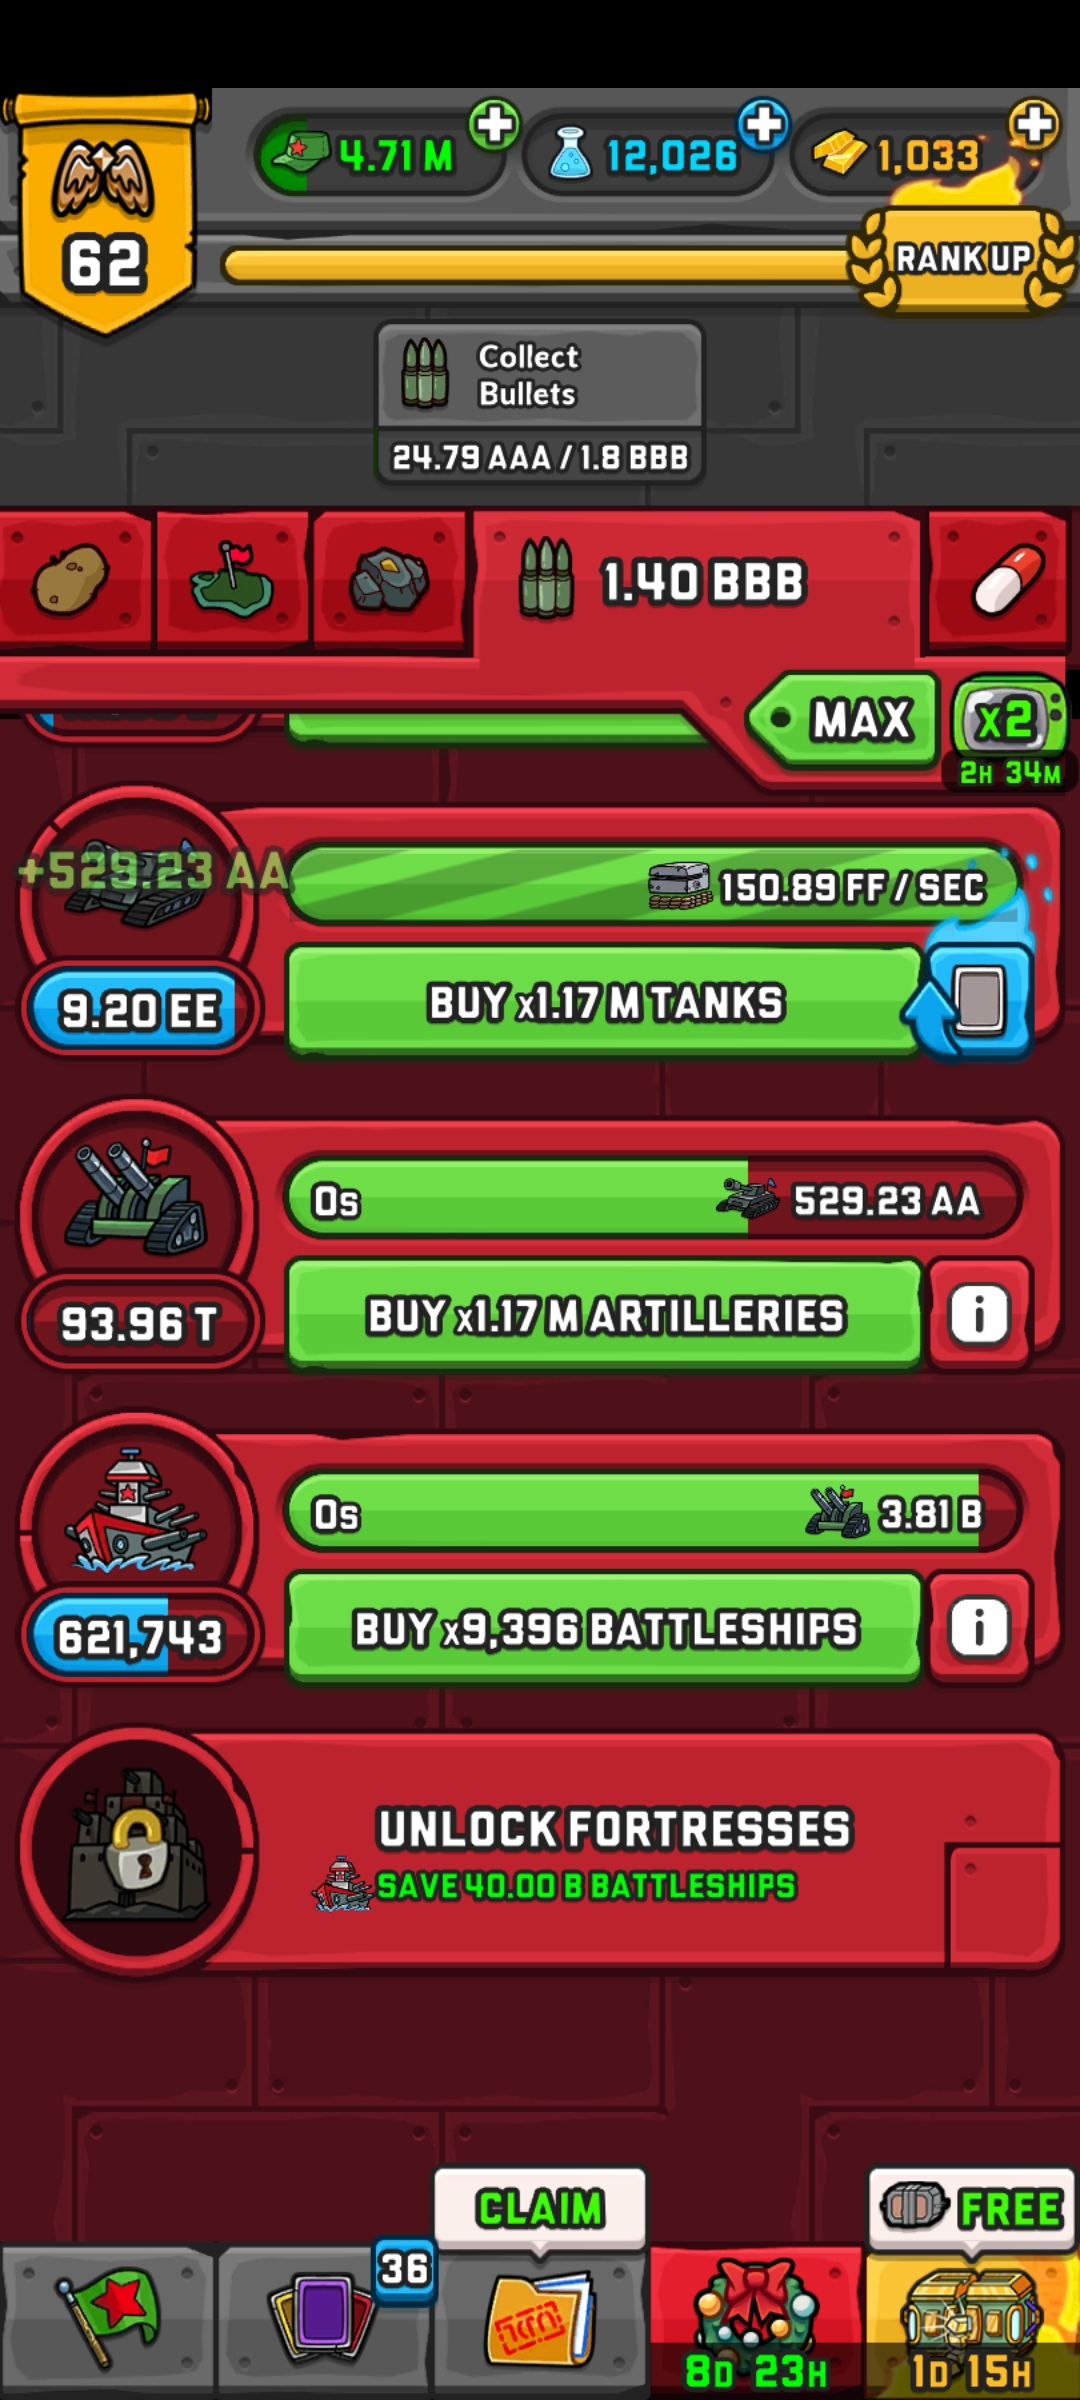 4.71 M
12,026
1,033
62
RANK UP
Collect
Bullets
24.79 AAA / 1.8 BBB
1.40 BBB
MAX
x2
2H 34M
+529.23 AA
150.89 FF / SEC
9.20 EE
BUY x1.17 M TANKS
0s
529.23 AA
93.96 T
BUY x1.17 M ARTILLERIES
i
0s
3.81 B
621,743
BUY x9,396 BATTLESHIPS
i
UNLOCK FORTRESSES
SAVE 40.00 B BATTLESHIPS
CLAIM
FREE
36
8D 23H
1D 15H